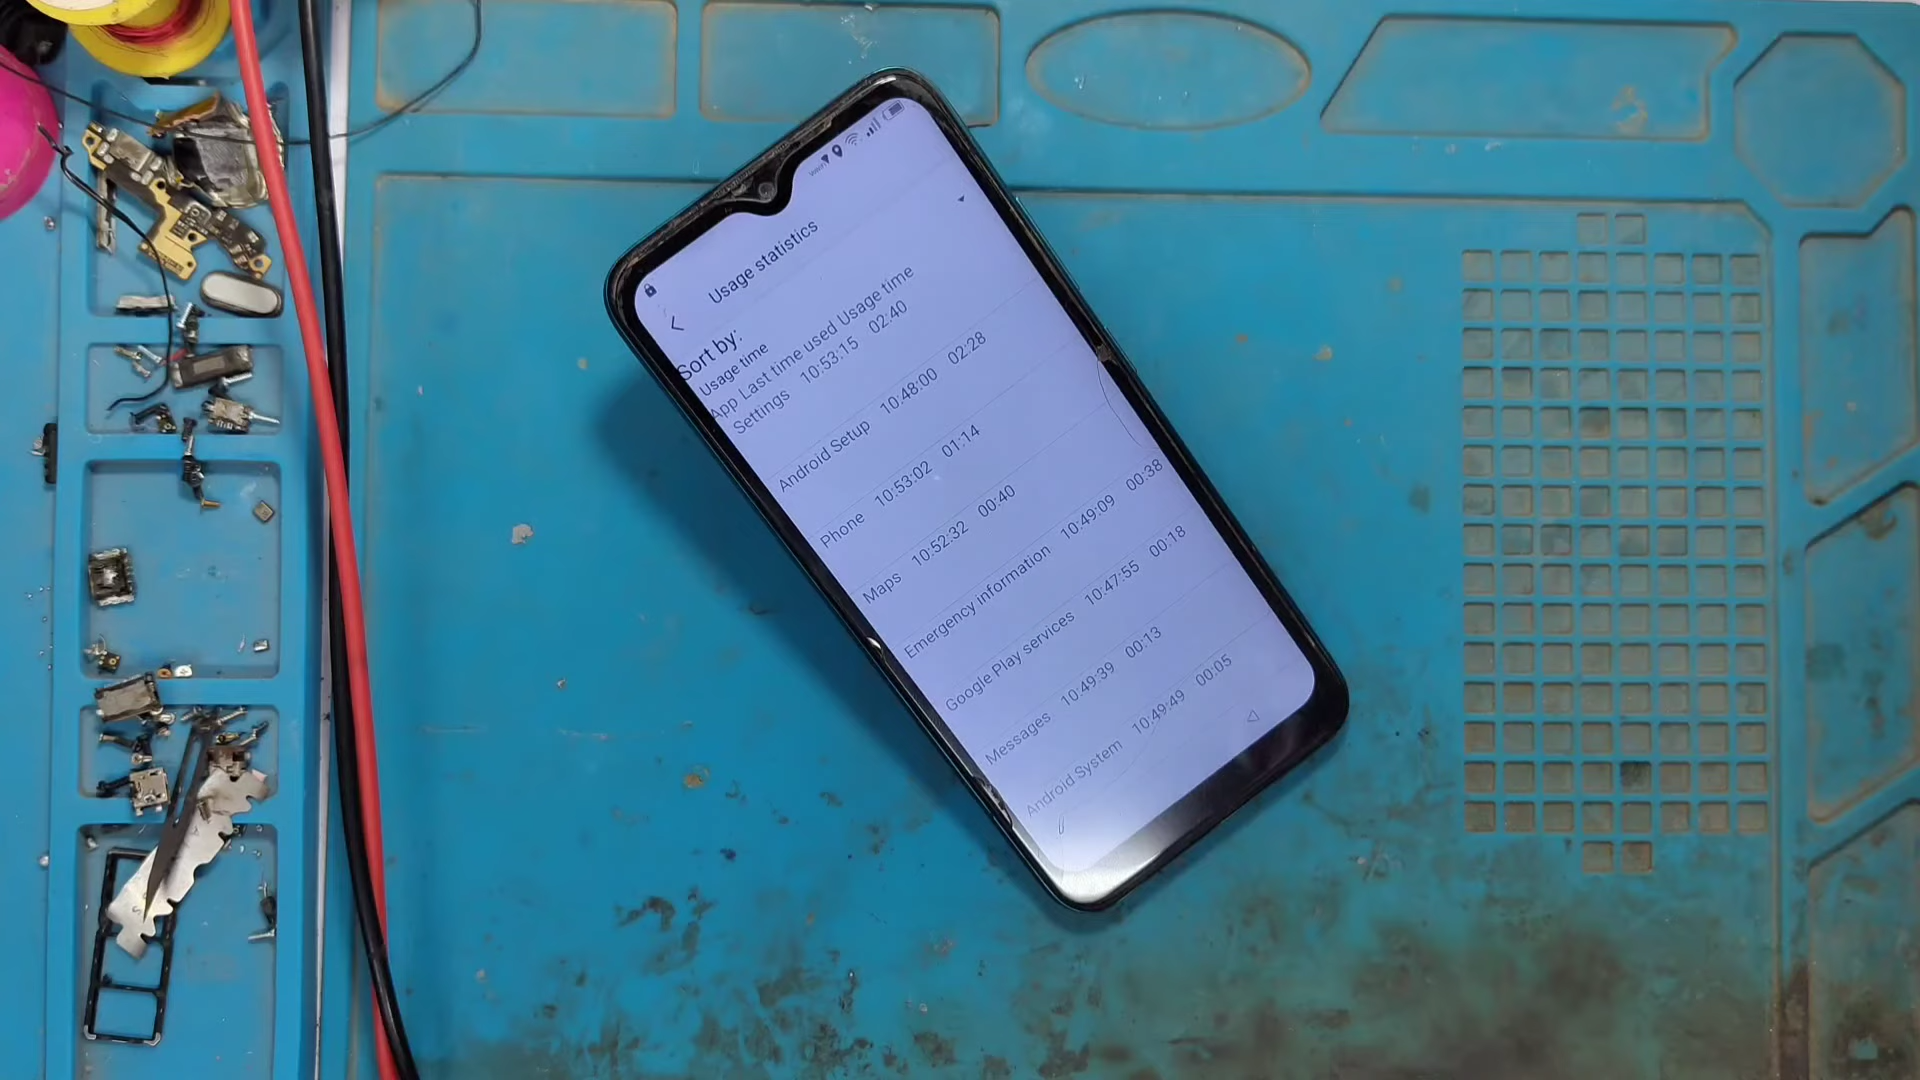 Usage statistics
Sort by:
Usage time
App Last time used Usage time
Settings 10:53:15 02:40
Android Setup 10:48:00 02:28
Phone 10:53:02 01:14
Maps 10:52:32 00:40
Emergency information 10:49:09 00:38
Google Play services 10:47:55 00:18
Messages 10:49:39 00:13
Android System 10:49:49 00:05